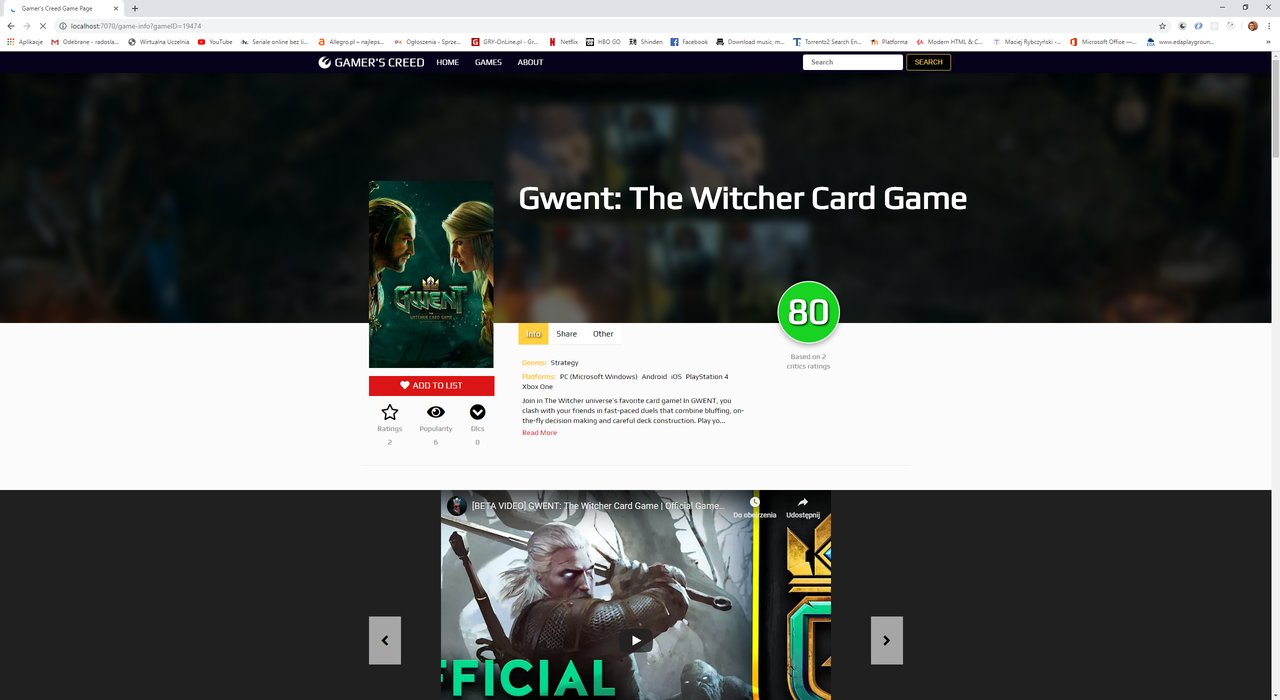 Gamer's Creed Game Page
localhost:7070/game-info?gameID=19474
Aplikacje
Odebrane - radosła...
Wirtualna Uczelnia
YouTube
Seriale online bez li...
Allegro.pl – najleps...
Ogłoszenia - Sprze...
GRY-OnLine.pl - Gr...
Netflix
HBO GO
Shinden
Facebook
Download music, m...
Torrentz2 Search En...
Platforma
Modern HTML & C...
Maciej Rybczyński -...
Microsoft Office —...
www.edaplaygroun...
GAMER'S CREED HOME GAMES ABOUT
Search
SEARCH
Gwent: The Witcher Card Game
GWENT
THE
WITCHER CARD GAME
80
Based on 2
critics ratings
Info Share Other
Genres: Strategy
Platforms: PC (Microsoft Windows) Android iOS PlayStation 4
Xbox One
Join in The Witcher universe's favorite card game! In GWENT, you
clash with your friends in fast-paced duels that combine bluffing, on-
the-fly decision making and careful deck construction. Play yo...
Read More
ADD TO LIST
Ratings Popularity Dlcs
2 6 0
[BETA VIDEO] GWENT: The Witcher Card Game | Official Game...
Do obejrzenia
Udostępnij
FFICIAL